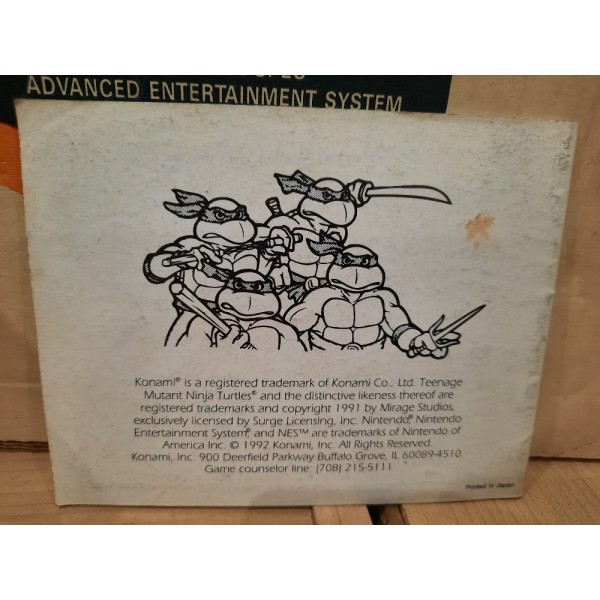 ADVANCED ENTERTAINMENT SYSTEM
Konami® is a registered trademark of Konami Co., Ltd. Teenage
Mutant Ninja Turtles® and the distinctive likeness thereof are
registered trademarks and copyright 1991 by Mirage Studios,
exclusively licensed by Surge Licensing, Inc. Nintendo,® Nintendo
Entertainment System,® and NES™ are trademarks of Nintendo of
America Inc. © 1992 Konami, Inc. All Rights Reserved.
Konami, Inc. 900 Deerfield Parkway Buffalo Grove, IL 60089-4510
Game counselor line: (708) 215-5111
Printed in Japan